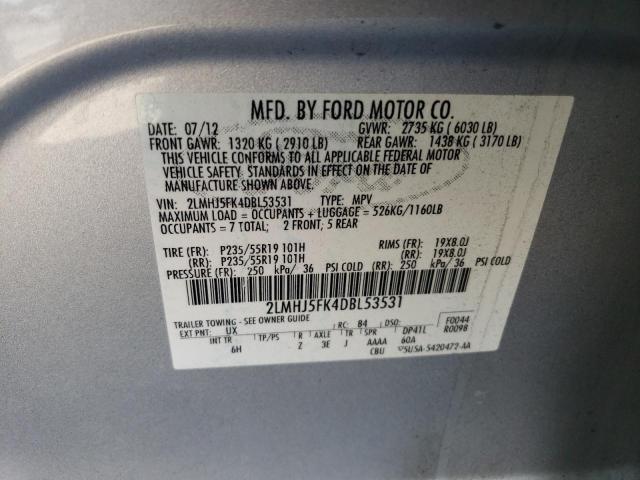 MFD. BY FORD MOTOR CO.
DATE: 07/12 GVWR: 2735 KG ( 6030 LB)
FRONT GAWR: 1320 KG ( 2910 LB) REAR GAWR: 1438 KG ( 3170 LB)
THIS VEHICLE CONFORMS TO ALL APPLICABLE FEDERAL MOTOR
VEHICLE SAFETY STANDARDS IN EFFECT ON THE DATE OF
MANUFACTURE SHOWN ABOVE.
VIN: 2LMHJ5FK4DBL53531 TYPE: MPV
MAXIMUM LOAD = OCCUPANTS + LUGGAGE = 526KG/1160LB
OCCUPANTS = 7 TOTAL; 2 FRONT, 5 REAR
TIRE (FR): P235/55R19 101H RIMS (FR): 19X8.0J
(RR): P235/55R19 101H (RR): 19X8.0J
PRESSURE (FR): 250 kPa/ 36 PSI COLD (RR): 250 kPa/ 36 PSI COLD
2LMHJ5FK4DBL53531
TRAILER TOWING - SEE OWNER GUIDE
EXT PNT: UX RC: 84 DSO: F0044
INT TR TP/PS R AXLE TR SPR DP41L R0098
6H Z 3E J AAAA 60A
CBU 5U5A-5420472-AA